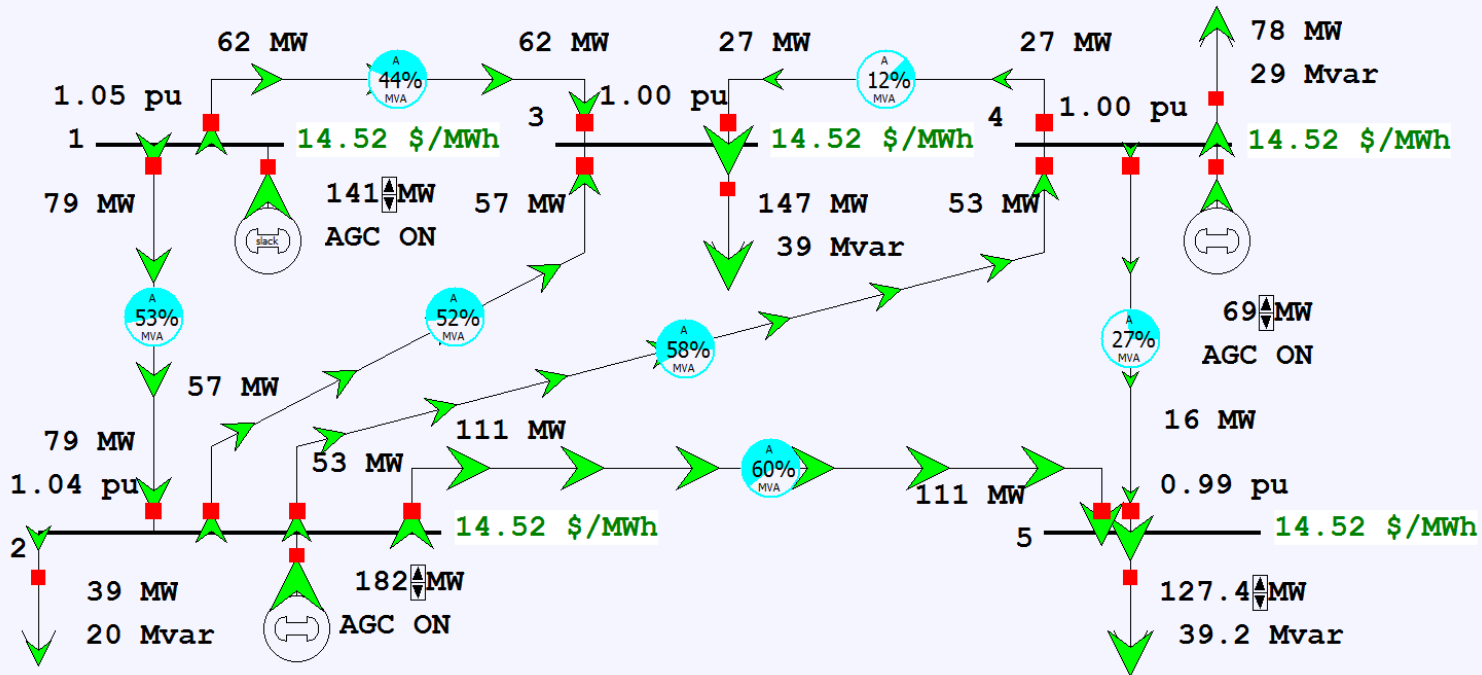 62 MW
62 MW
27 MW
27 MW
78 MW
A
44%
MVA
A
12%
MVA
29 Mvar
1.05 pu
3
1.00 pu
4
1.00 pu
1
14.52 $/MWh
14.52 $/MWh
14.52 $/MWh
79 MW
141 MW
57 MW
147 MW
53 MW
slack
AGC ON
39 Mvar
A
53%
MVA
A
52%
MVA
A
58%
MVA
A
27%
MVA
69 MW
AGC ON
57 MW
16 MW
79 MW
111 MW
53 MW
A
60%
MVA
1.04 pu
111 MW
0.99 pu
2
14.52 $/MWh
5
14.52 $/MWh
39 MW
182 MW
127.4 MW
20 Mvar
AGC ON
39.2 Mvar